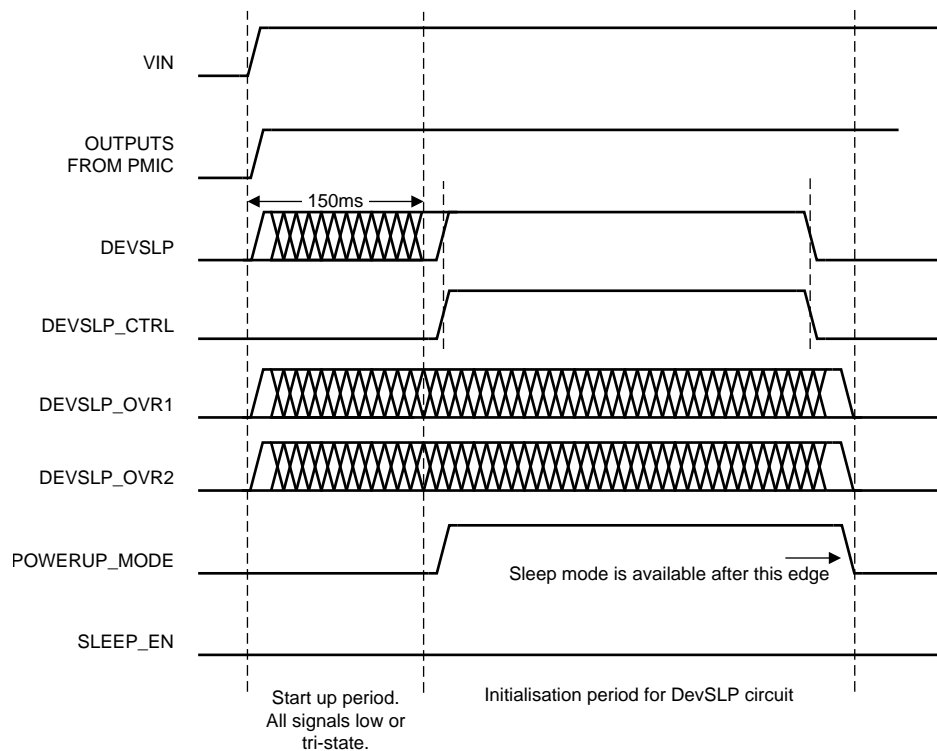 VIN
OUTPUTS
FROM PMIC
150ms
DEVSLP
DEVSLP_CTRL
DEVSLP_OVR1
DEVSLP_OVR2
POWERUP_MODE
Sleep mode is available after this edge
SLEEP_EN
Start up period.
All signals low or
tri-state.
Initialisation period for DevSLP circuit